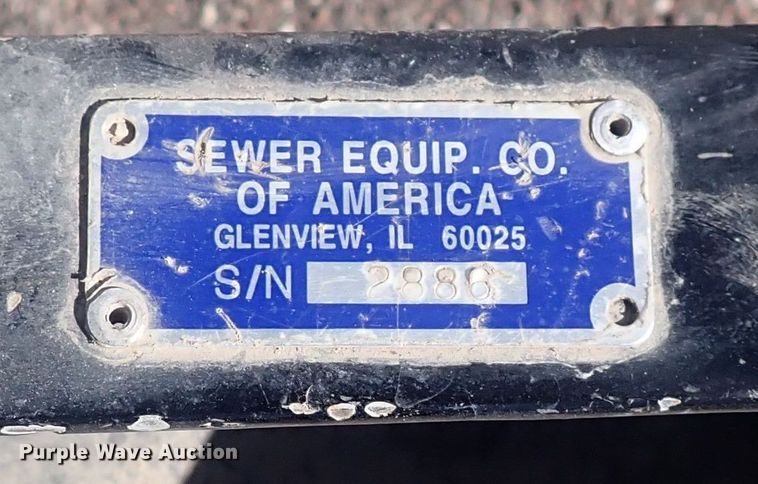 SEWER EQUIP. CO.
OF AMERICA
GLENVIEW, IL 60025
S/N 2886
Purple Wave Auction